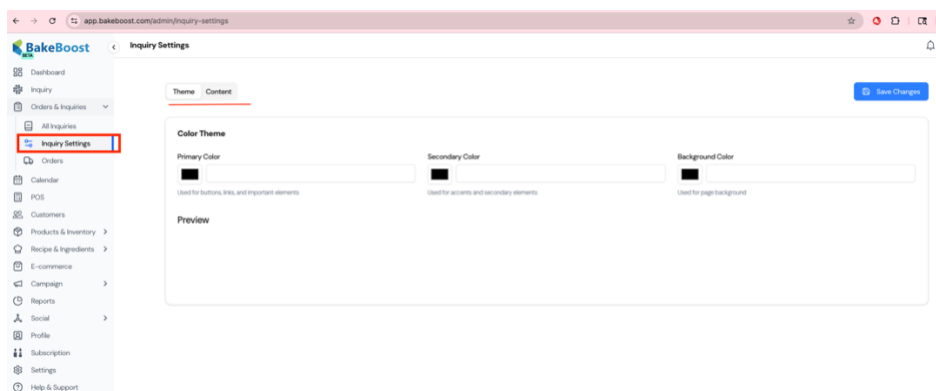 app.bakeboost.com/admin/inquiry-settings
BakeBoost
BETA
Inquiry Settings
Dashboard
Inquiry
Orders & Inquiries
All Inquiries
Inquiry Settings
Orders
Calendar
POS
Customers
Products & Inventory
Recipe & Ingredients
E-commerce
Campaign
Reports
Social
Profile
Subscription
Settings
Help & Support
Theme Content
Save Changes
Color Theme
Primary Color Secondary Color Background Color
Used for buttons, links, and important elements Used for accents and secondary elements Used for page background
Preview